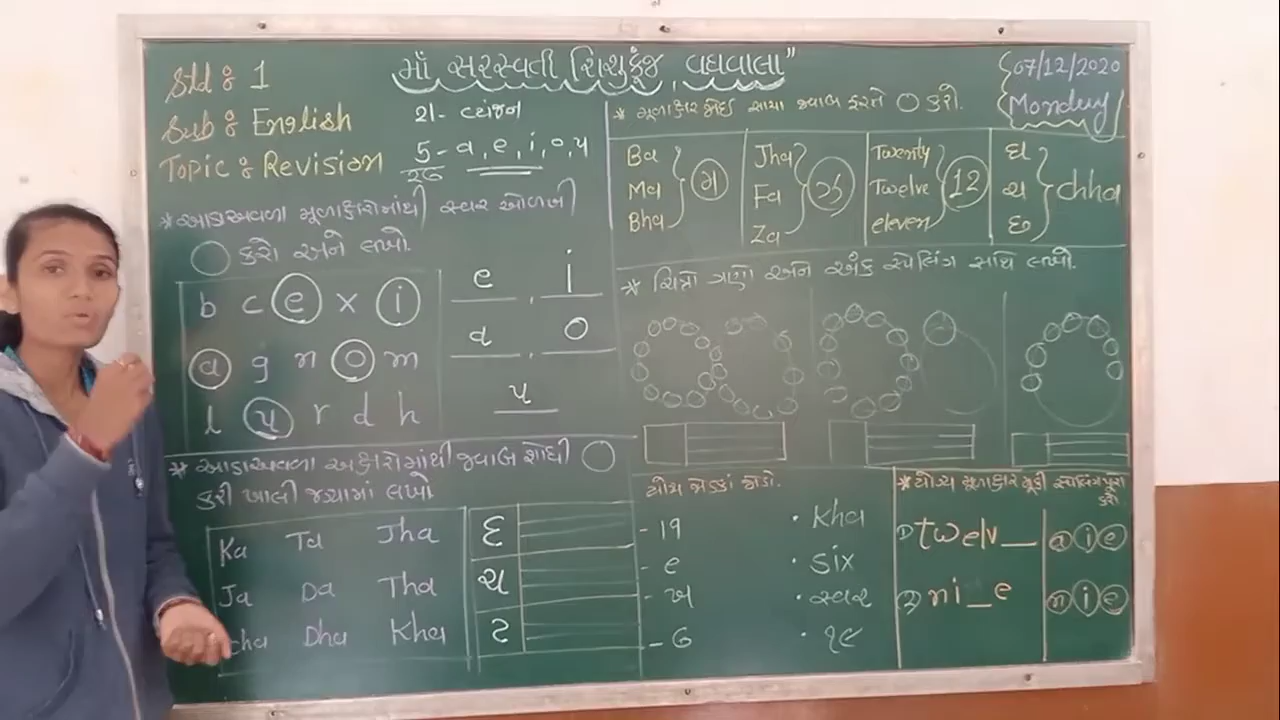 માઁ સરસ્વતી શિશુકુંજ, વઘવાલા"
Std : 1
Sub : English
Topic : Revision
07/12/2020
Monday
21 - વ્યંજન
5 - a, e, i, o, u
26
* આડાઅવળા મૂળાક્ષરોમાંથી સ્વર ઓળખી
○ કરો અને લખો.
b c e x i
a g n o m
l u r d h
e , i
a , o
u
* આડાઅવળા અક્ષરોમાંથી જવાબ શોધી ○
કરી ખાલી જગ્યામાં લખો
Ka Ta Jha
Ja Da Tha
cha Dha Kha
દ
ચ
ટ
* મૂળાક્ષર જોઈ સાચા જવાબ ફરતે ○ કરો.
Ba
Ma
Bha
મ
Jha
Fa
Za
ઝ
Twenty
Twelve
eleven
12
ઘ
ચ
છ
chha
* ચિત્રો ગણો અને અંક સ્પેલિંગ સાથે લખો.
યોગ્ય જોડકાં જોડો.
- 19 · Kha
- e · Six
- ખ · સ્વર
- 6 · ૧૯
* યોગ્ય મૂળાક્ષર મૂકી સ્પેલિંગ પૂરો
કરો
1) twelv_ a i e
2) ni_e n i e